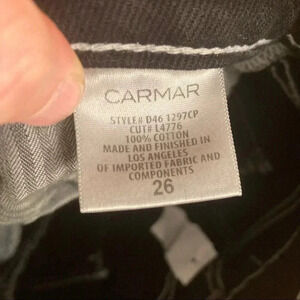 CARMAR
STYLE# D46 1297CP
CUT# L4776
100% COTTON
MADE AND FINISHED IN
LOS ANGELES
OF IMPORTED FABRIC AND
COMPONENTS
26